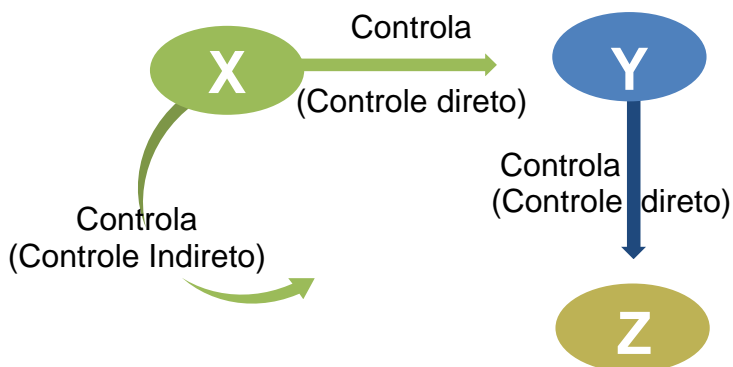 Controla
X
Y
(Controle direto)
Controla
(Controle direto)
Controla
(Controle Indireto)
Z